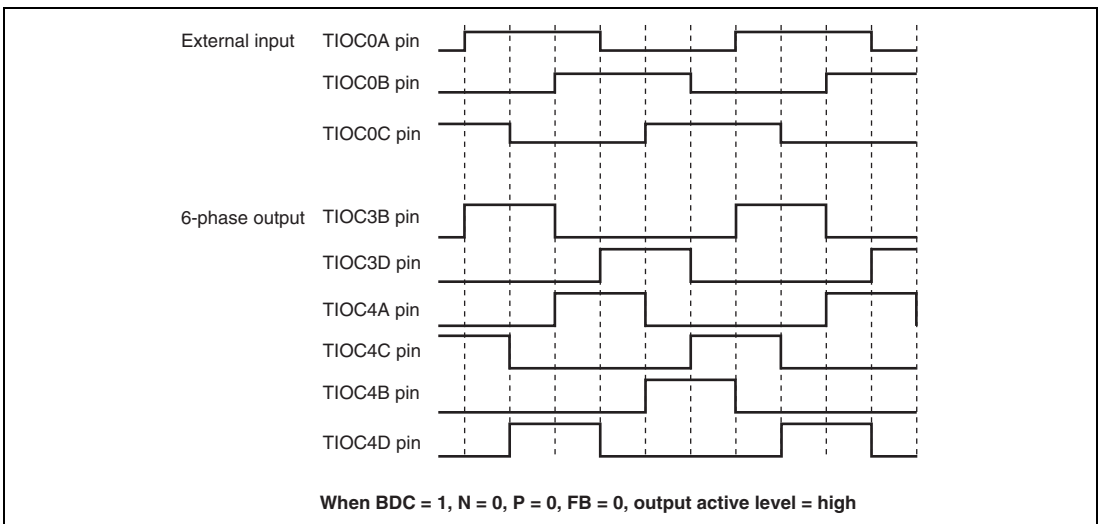 External input TIOC0A pin
TIOC0B pin
TIOC0C pin
6-phase output TIOC3B pin
TIOC3D pin
TIOC4A pin
TIOC4C pin
TIOC4B pin
TIOC4D pin
When BDC = 1, N = 0, P = 0, FB = 0, output active level = high